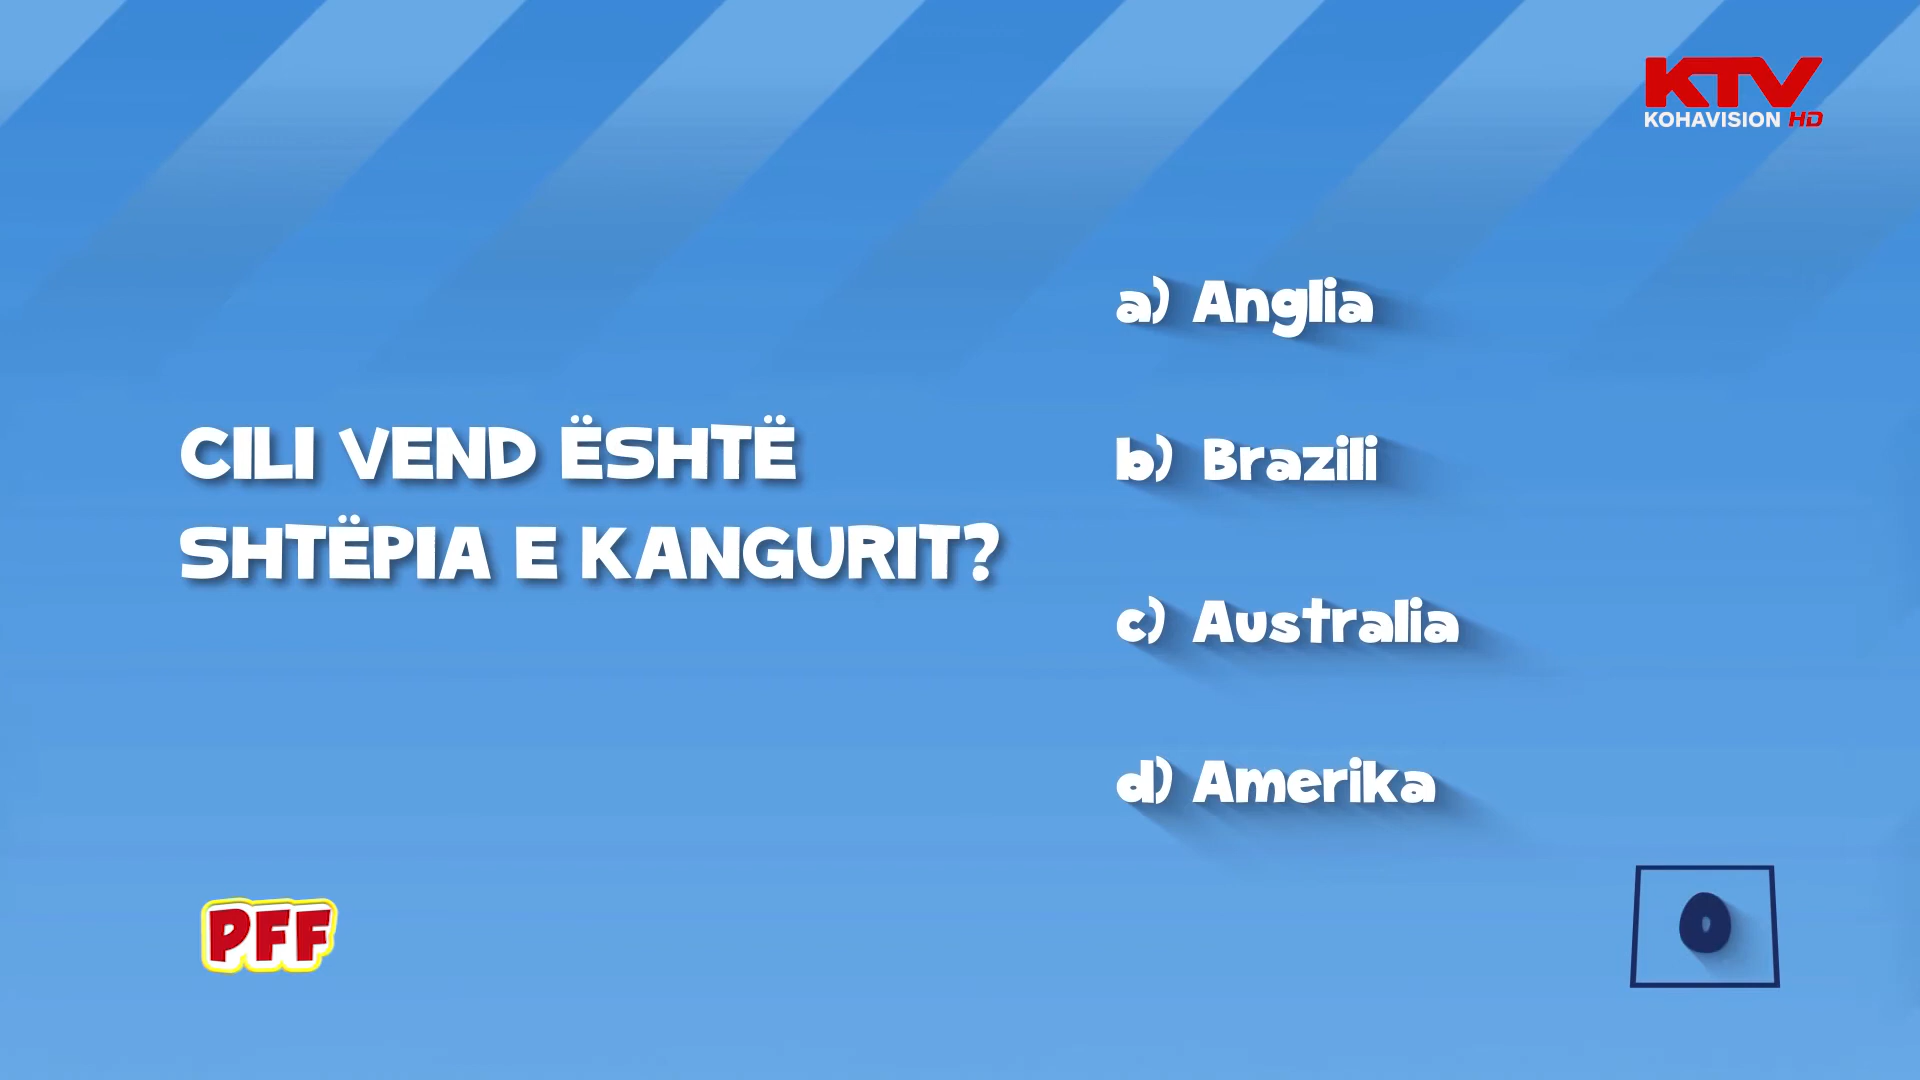 KTV
KOHAVISION HD
CILI VEND ËSHTË
SHTËPIA E KANGURIT?
a) Anglia
b) Brazili
c) Australia
d) Amerika
PFF
0